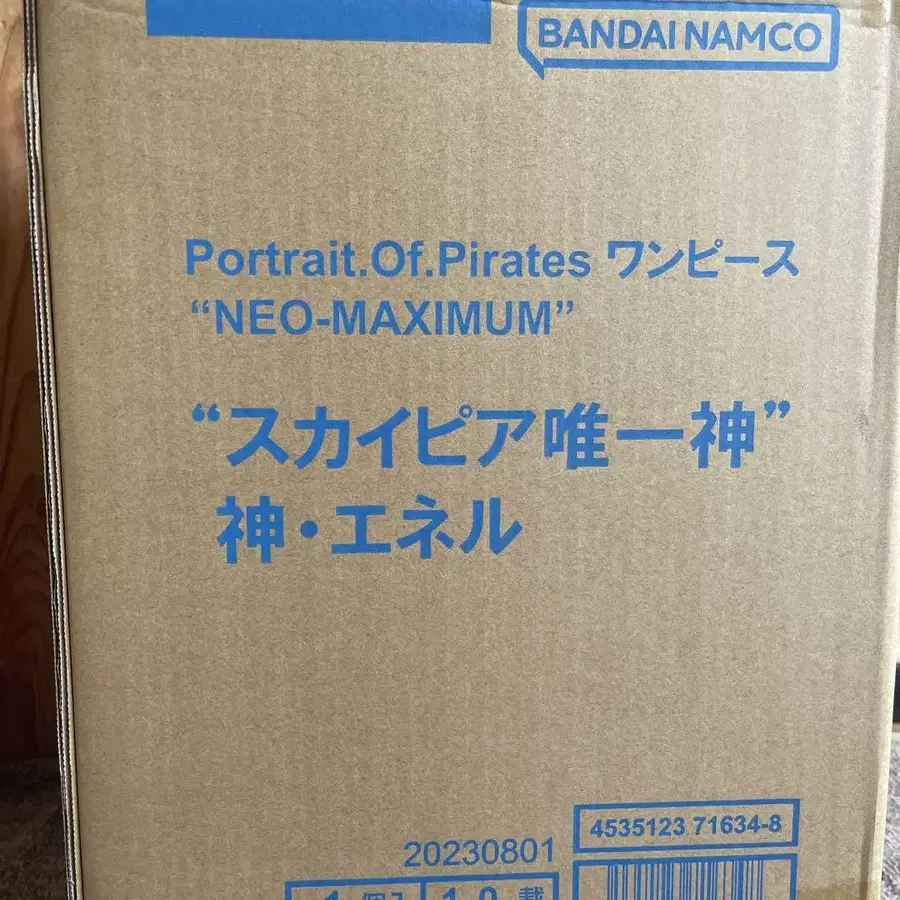 BANDAI NAMCO
Portrait.Of.Pirates ワンピース
“NEO-MAXIMUM”
“スカイピア唯一神”
神・エネル
4535123 71634-8
20230801